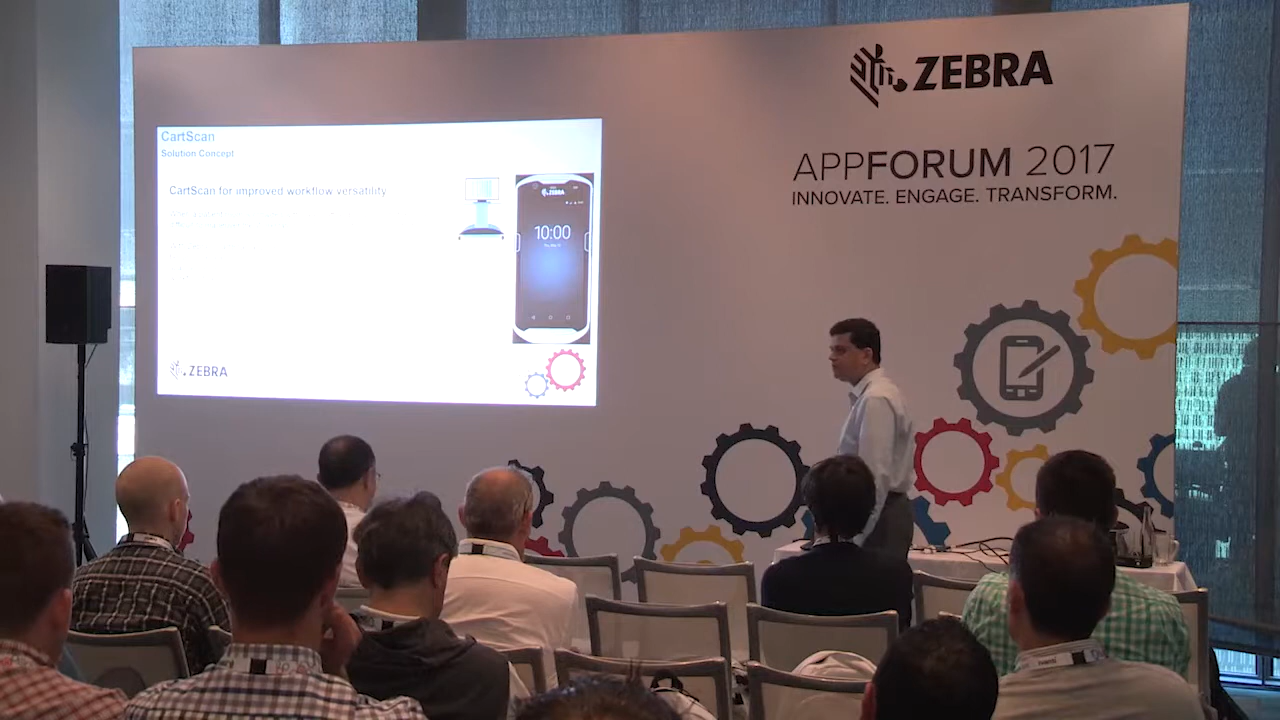 ZEBRA
APPFORUM 2017
INNOVATE. ENGAGE. TRANSFORM.
CartScan
Solution Concept
CartScan for improved workflow versatility
ZEBRA
10:00
ZEBRA